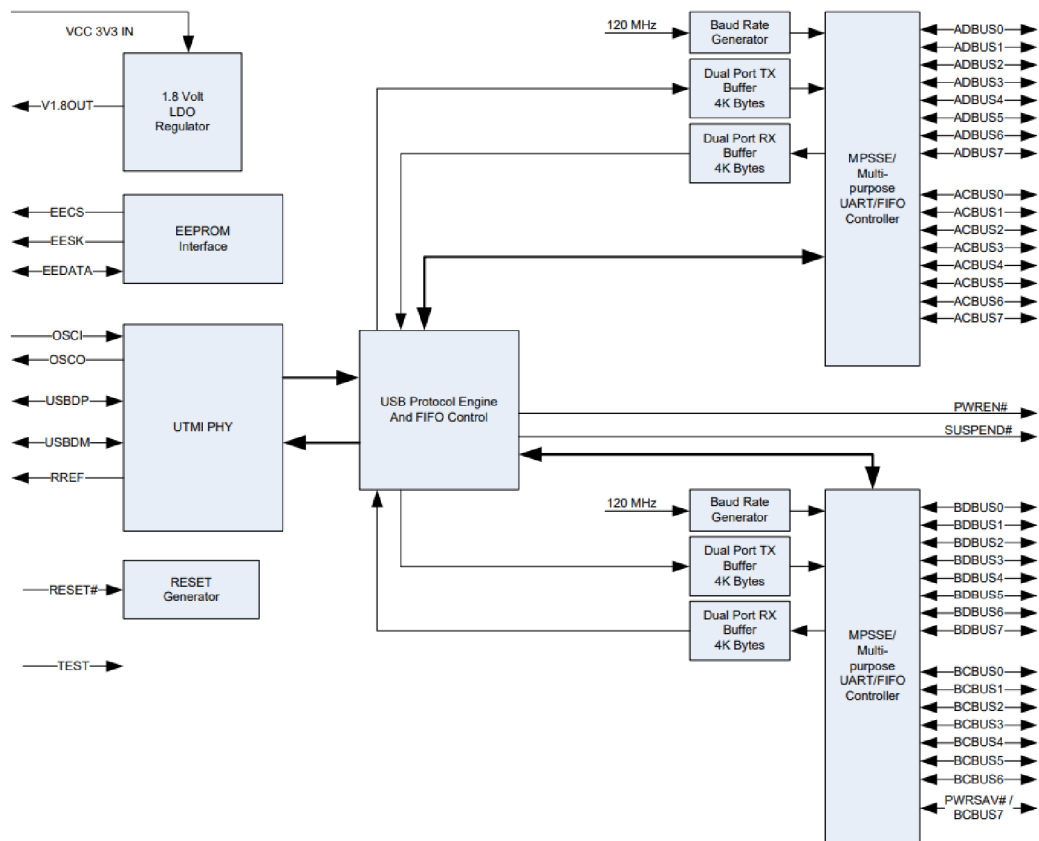 VCC 3V3 IN
1.8 Volt
LDO
Regulator
V1.8OUT
EECS
EESK
EEDATA
EEPROM
Interface
OSCI
OSCO
USBDP
USBDM
RREF
UTMI PHY
RESET#
RESET
Generator
TEST
USB Protocol Engine
And FIFO Control
120 MHz
Baud Rate
Generator
Dual Port TX
Buffer
4K Bytes
Dual Port RX
Buffer
4K Bytes
MPSSE/
Multi-
purpose
UART/FIFO
Controller
ADBUS0
ADBUS1
ADBUS2
ADBUS3
ADBUS4
ADBUS5
ADBUS6
ADBUS7
ACBUS0
ACBUS1
ACBUS2
ACBUS3
ACBUS4
ACBUS5
ACBUS6
ACBUS7
PWREN#
SUSPEND#
120 MHz
Baud Rate
Generator
Dual Port TX
Buffer
4K Bytes
Dual Port RX
Buffer
4K Bytes
MPSSE/
Multi-
purpose
UART/FIFO
Controller
BDBUS0
BDBUS1
BDBUS2
BDBUS3
BDBUS4
BDBUS5
BDBUS6
BDBUS7
BCBUS0
BCBUS1
BCBUS2
BCBUS3
BCBUS4
BCBUS5
BCBUS6
PWRSAV# /
BCBUS7